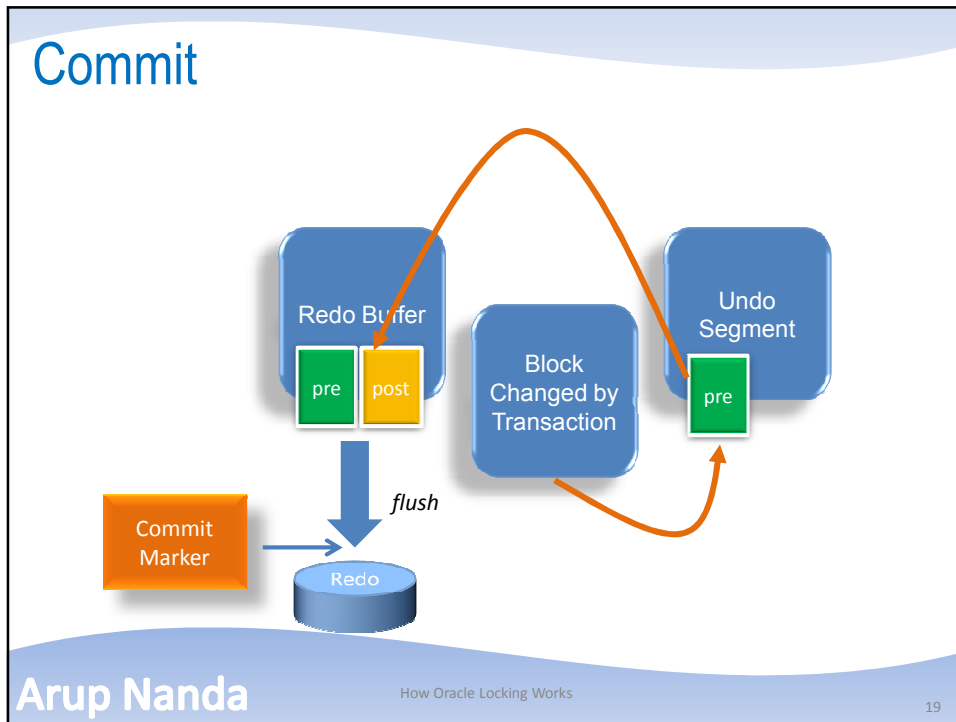 Commit
Redo Buffer
pre
post
Block
Changed by
Transaction
Undo
Segment
pre
flush
Commit
Marker
Redo
Arup Nanda
How Oracle Locking Works
19